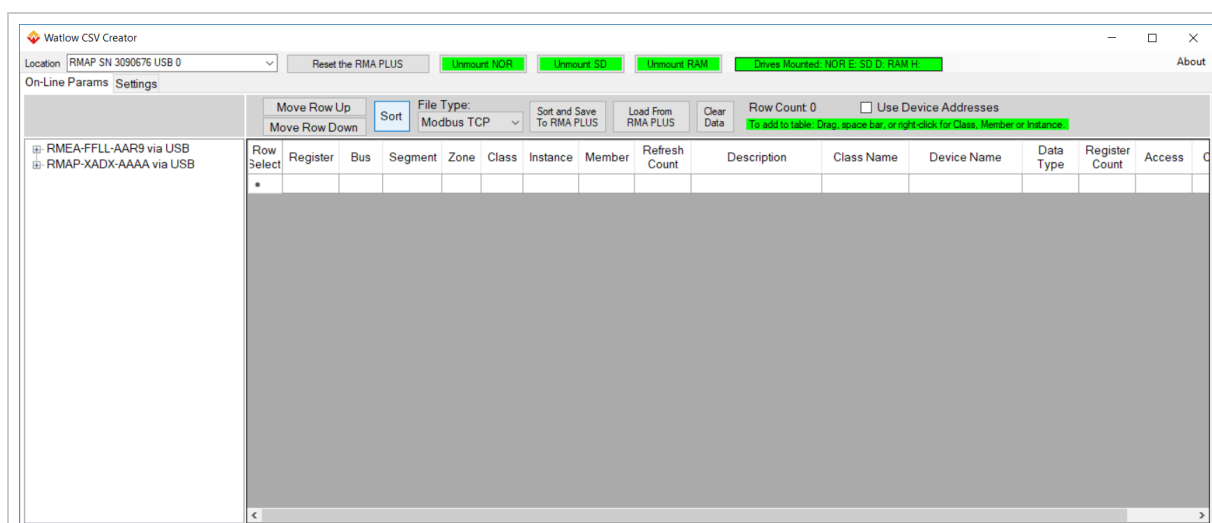 Watlow CSV Creator
Location RMAP SN 3090676 USB 0 Reset the RMA PLUS Unmount NOR Unmount SD Unmount RAM Drives Mounted: NOR E: SD D: RAM H: About
On-Line Params Settings
Move Row Up
Move Row Down
Sort
File Type:
Modbus TCP
Sort and Save
To RMA PLUS
Load From
RMA PLUS
Clear
Data
Row Count: 0 Use Device Addresses
To add to table: Drag, space bar, or right-click for Class, Member or Instance.
RMEA-FFLL-AAR9 via USB
RMAP-XADX-AAAA via USB
Row
Select
Register Bus Segment Zone Class Instance Member
Refresh
Count
Description Class Name Device Name
Data
Type
Register
Count
Access